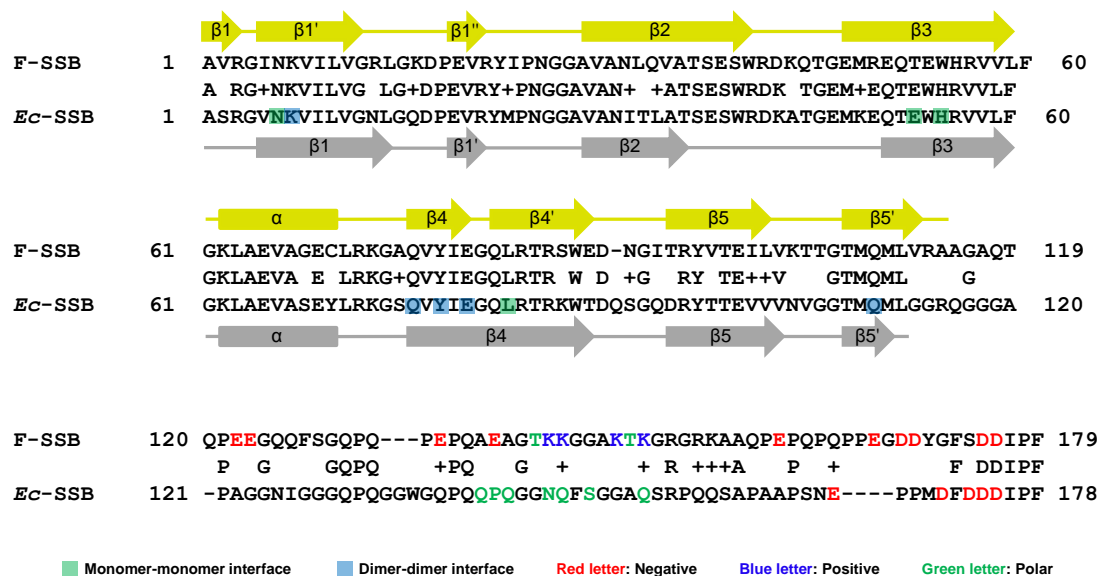 β1 β1' β1'' β2 β3
F-SSB 1 AVRGINKVILVGRLGKDPEVRYIPNGGAVANLQVATSESWRDKQTGEMREQTEWHRVVLF 60
A RG+NKVILVG LG+DPEVRY+PNGGAVAN+ +ATSESWRDK TGEM+EQTEWHRVVLF
Ec-SSB 1 ASRGVNKVILVGNLGQDPEVRYMPNGGAVANITLATSESWRDKATGEMKEQTEWHRVVLF 60
β1 β1' β2 β3
α β4 β4' β5 β5'
F-SSB 61 GKLAEVAGECLRKGAQVYIEGQLRTRSWED-NGITRYVTEILVKTTGTMQMLVRAAGAQT 119
GKLAEVA E LRKG+QVYIEGQLRTR W D +G RY TE++V GTMQML G
Ec-SSB 61 GKLAEVASEYLRKGSQVYIEGQLRTRKWTDQSGQDRYTTEVVVNVGGTMQMLGGRQGGGA 120
α β4 β5 β5'
F-SSB 120 QPEEGQQFSGQPQ---PEPQAEAGTKKGGAKTKGRGRKAAQPEPQPQPPEGDDYGFSDDIPF 179
P G GQPQ +PQ G + + R +++A P + F DDIPF
Ec-SSB 121 -PAGGNIGGGQPQGGWGQPQQPQGGNQFSGGAQSRPQQSAPAAPSNE----PPMDFDDDIPF 178
Monomer-monomer interface Dimer-dimer interface Red letter: Negative Blue letter: Positive Green letter: Polar